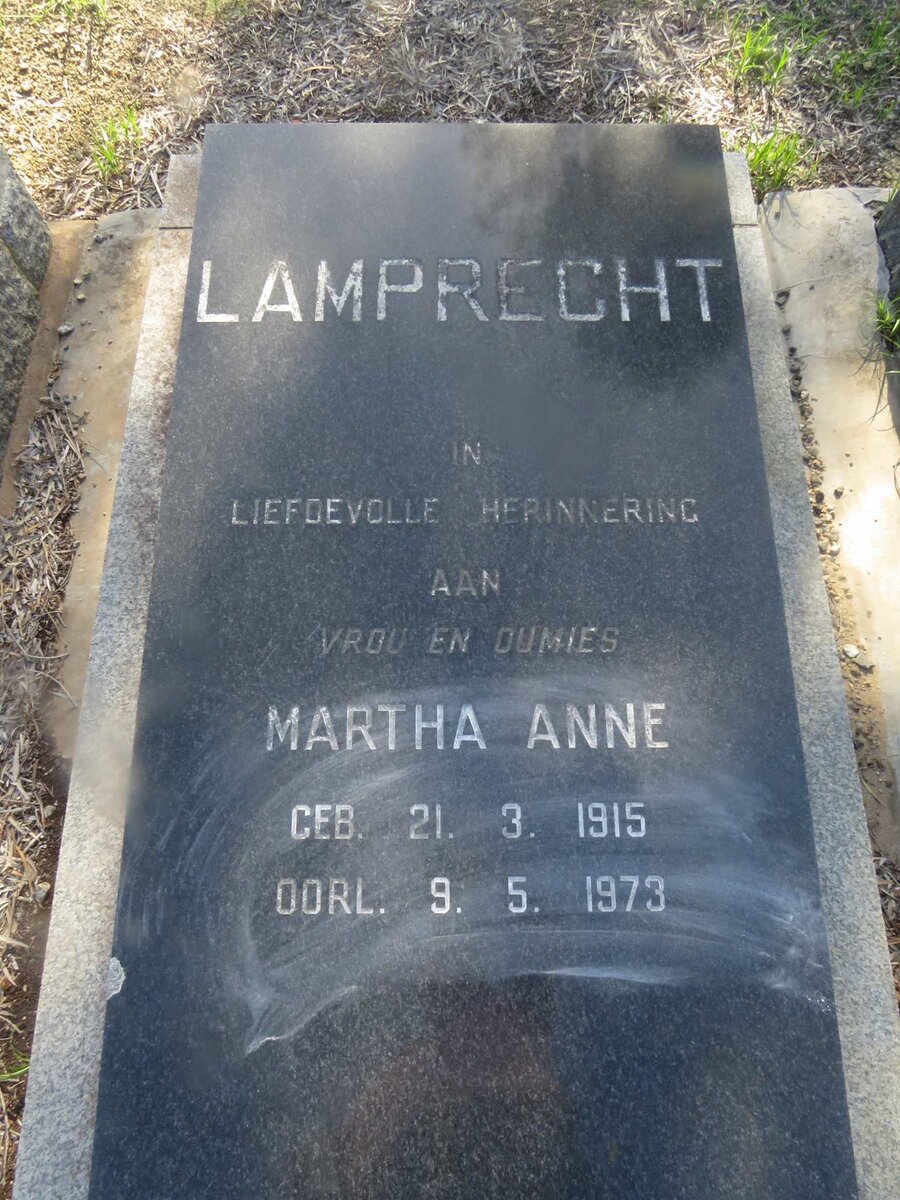 LAMPRECHT
IN
LIEFDEVOLLE HERINNERING
AAN
VROU EN OUMIES
MARTHA ANNE
GEB. 21. 3. 1915
OORL. 9. 5. 1973